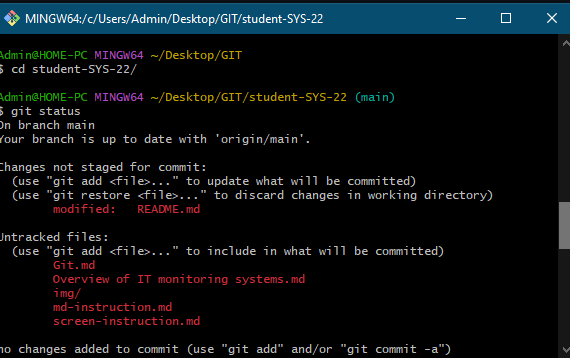 MINGW64:/c/Users/Admin/Desktop/GIT/student-SYS-22
Admin@HOME-PC MINGW64 ~/Desktop/GIT
$ cd student-SYS-22/
Admin@HOME-PC MINGW64 ~/Desktop/GIT/student-SYS-22 (main)
$ git status
On branch main
Your branch is up to date with 'origin/main'.
Changes not staged for commit:
(use "git add <file>..." to update what will be committed)
(use "git restore <file>..." to discard changes in working directory)
modified: README.md
Untracked files:
(use "git add <file>..." to include in what will be committed)
Git.md
Overview of IT monitoring systems.md
img/
md-instruction.md
screen-instruction.md
no changes added to commit (use "git add" and/or "git commit -a")